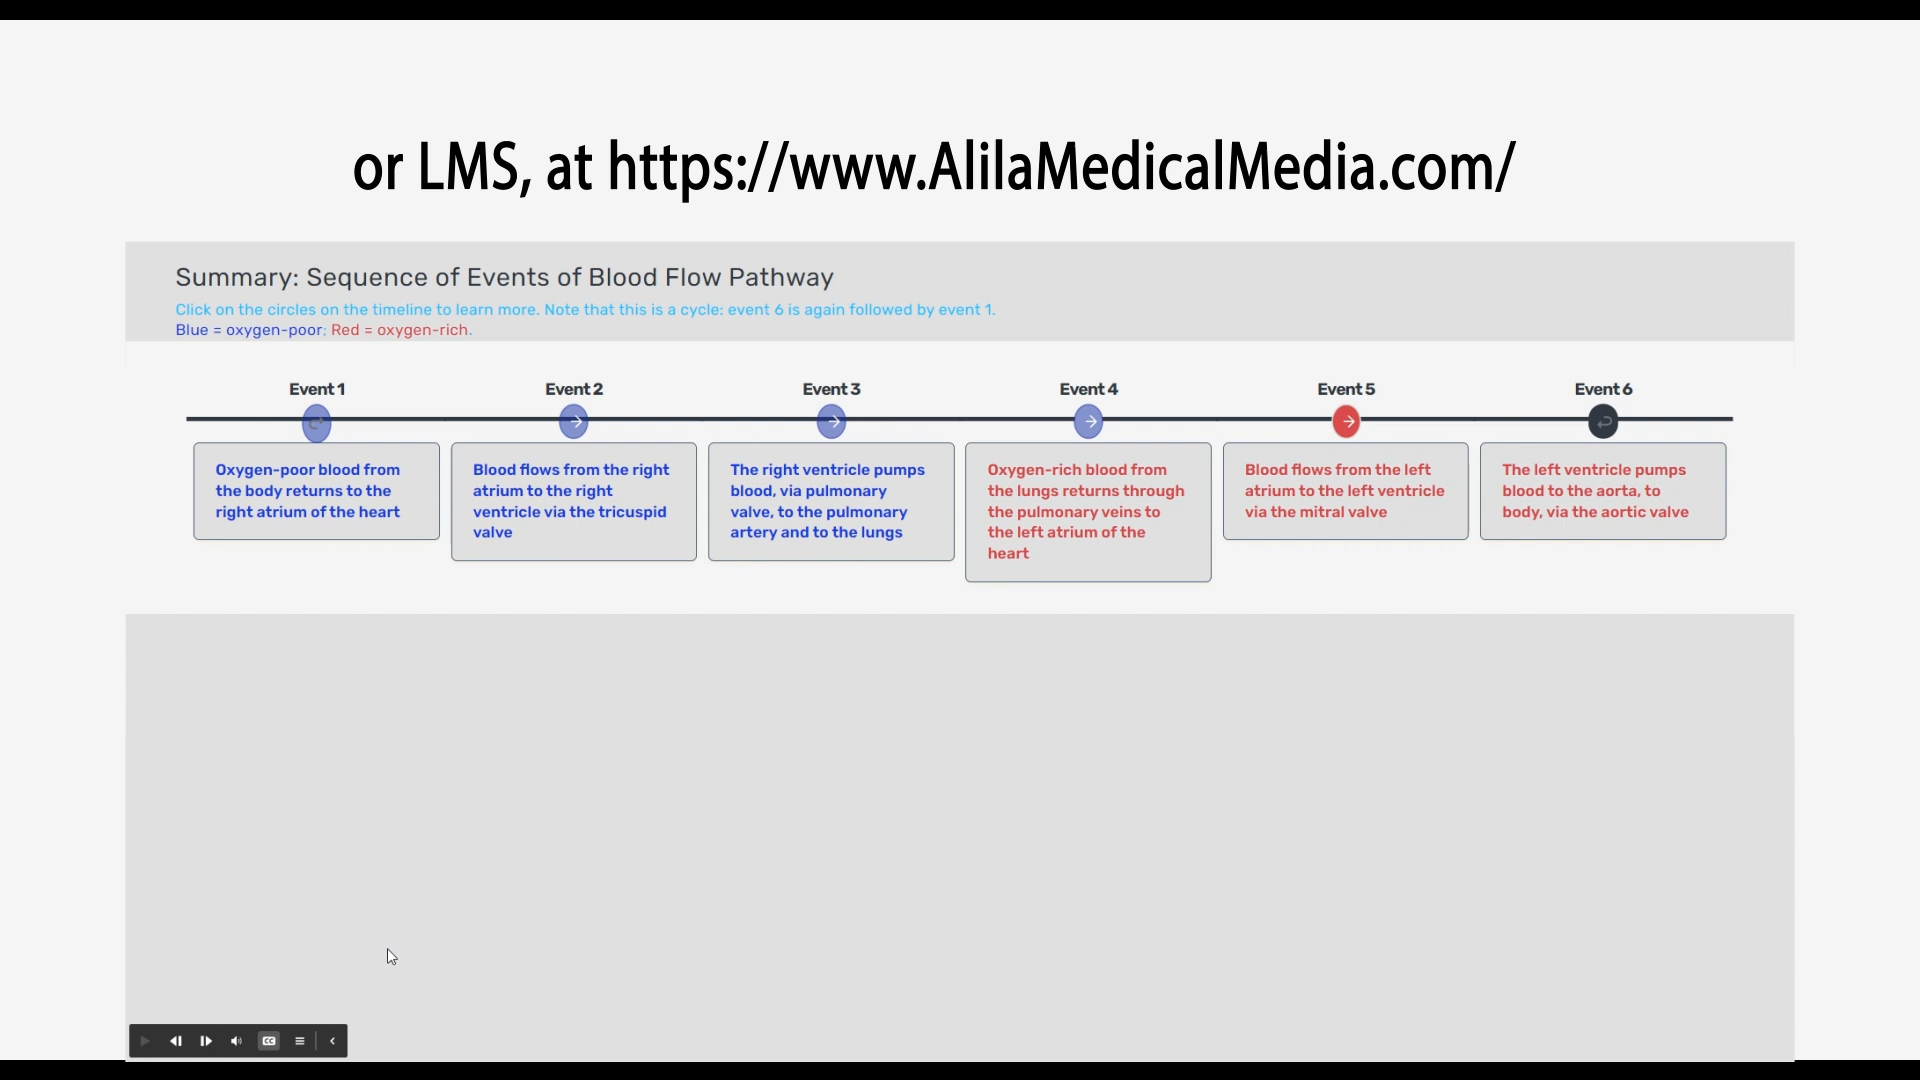 or LMS, at https://www.AlilaMedicalMedia.com/
Summary: Sequence of Events of Blood Flow Pathway
Click on the circles on the timeline to learn more. Note that this is a cycle: event 6 is again followed by event 1.
Blue = oxygen-poor; Red = oxygen-rich.
Event 1
Oxygen-poor blood from
the body returns to the
right atrium of the heart
Event 2
Blood flows from the right
atrium to the right
ventricle via the tricuspid
valve
Event 3
The right ventricle pumps
blood, via pulmonary
valve, to the pulmonary
artery and to the lungs
Event 4
Oxygen-rich blood from
the lungs returns through
the pulmonary veins to
the left atrium of the
heart
Event 5
Blood flows from the left
atrium to the left ventricle
via the mitral valve
Event 6
The left ventricle pumps
blood to the aorta, to
body, via the aortic valve
CC